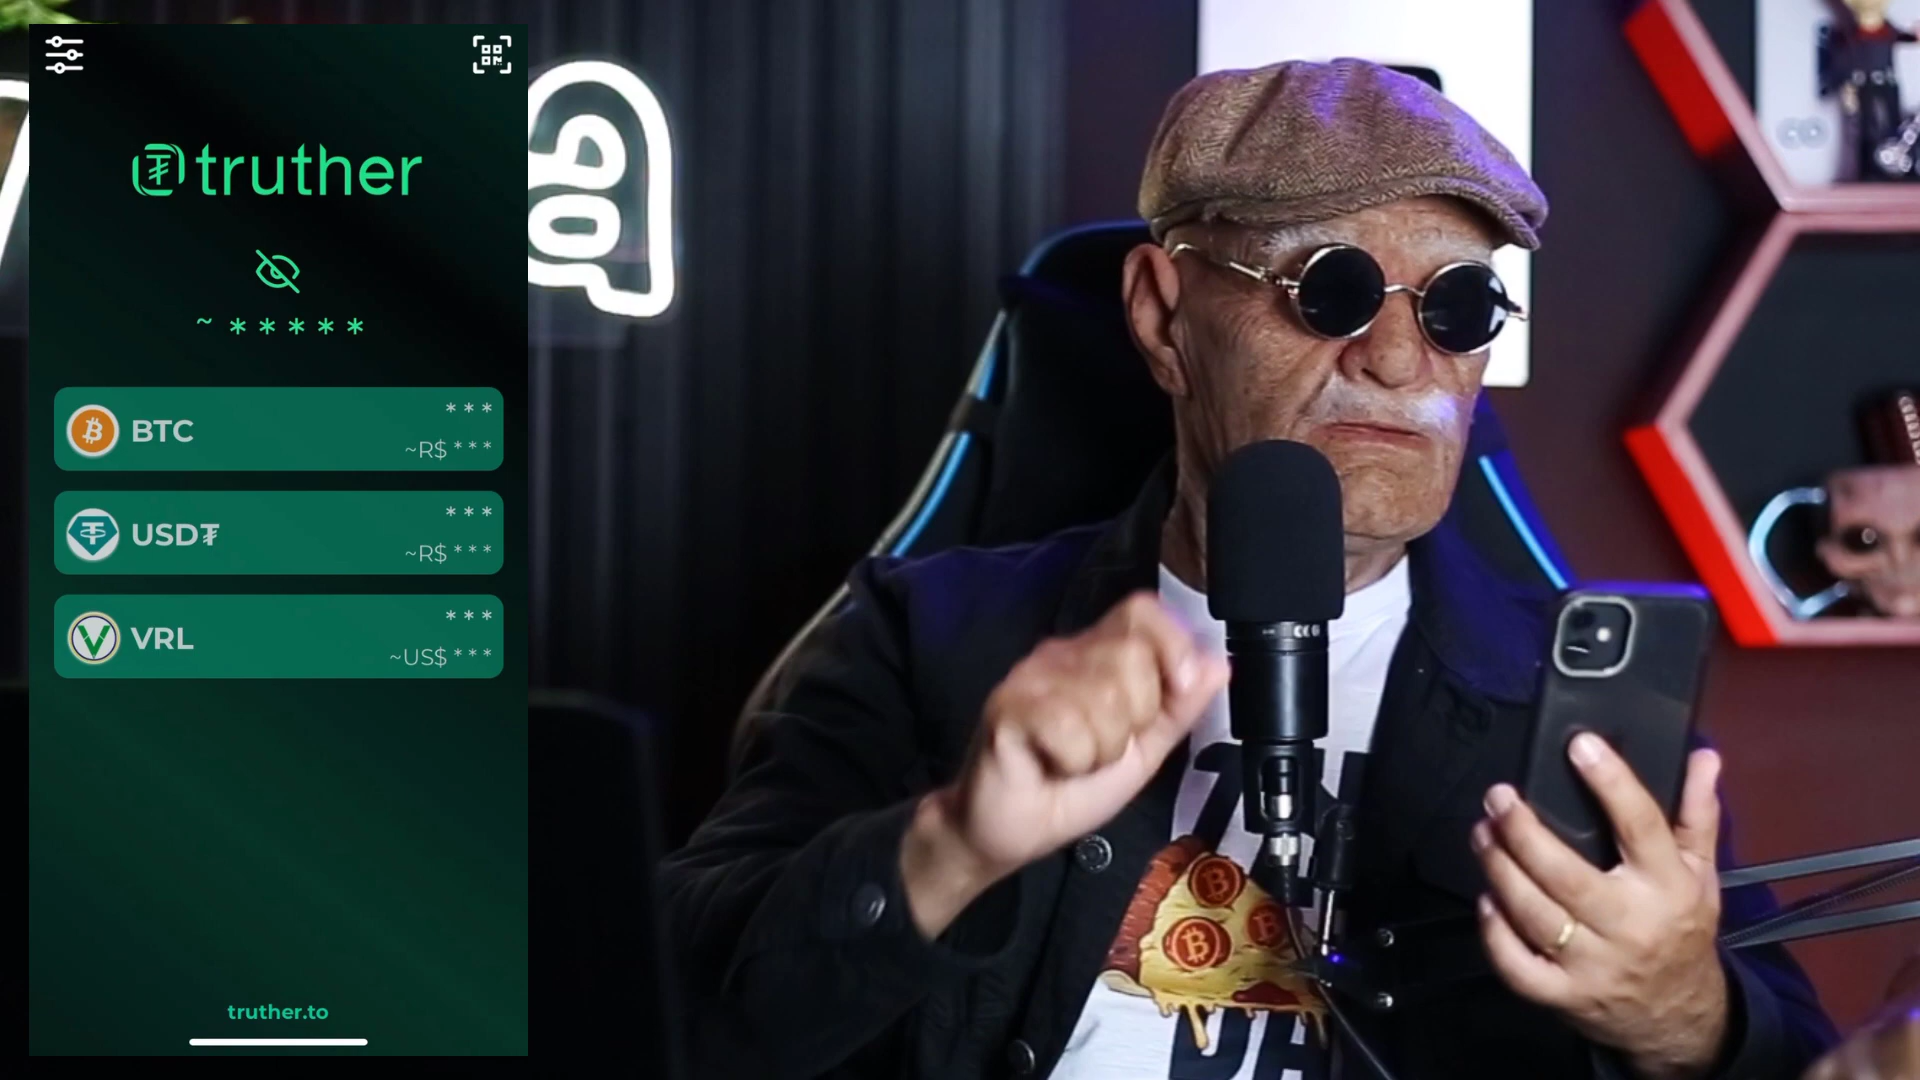 truther
~ * * * * *
BTC
* * *
~R$ * * *
USD₮
* * *
~R$ * * *
VRL
* * *
~US$ * * *
truther.to